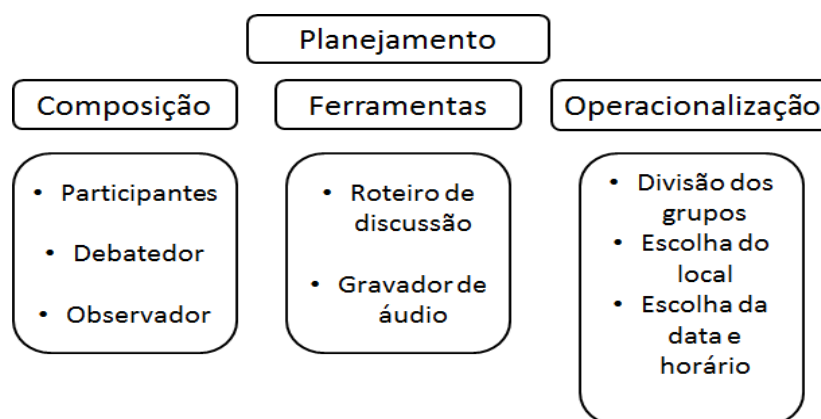 Planejamento
Composição
Ferramentas
Operacionalização
• Participantes
• Debatedor
• Observador
• Roteiro de
discussão
• Gravador de
áudio
• Divisão dos
grupos
• Escolha do
local
• Escolha da
data e
horário